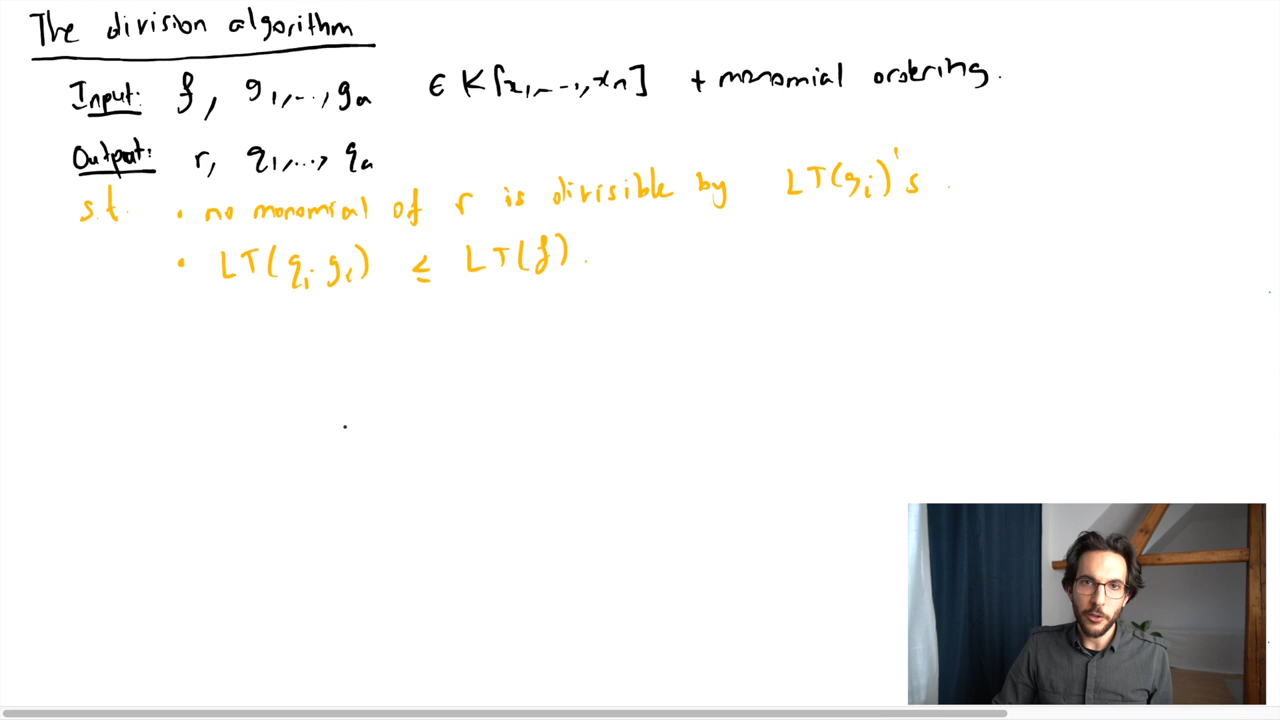 The division algorithm
Input: f, g₁,...,gₐ ∈ K[x₁,...,xₙ] + monomial ordering.
Output: r, q₁,..., qₐ
s.t. • no monomial of r is divisible by LT(gᵢ)'s.
• LT(qᵢ gᵢ) ≤ LT(f).